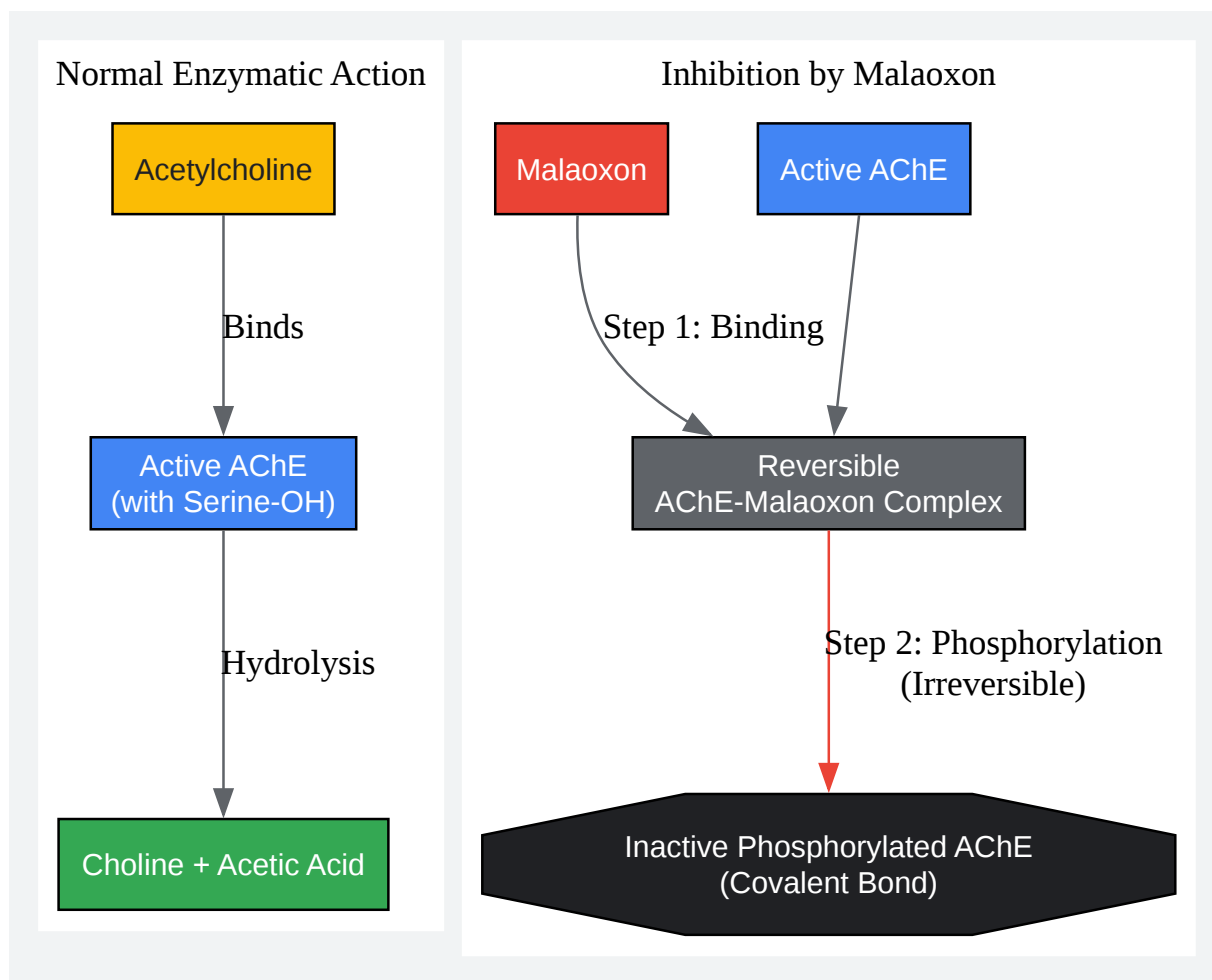 Normal Enzymatic Action
Acetylcholine
Binds
Active AChE
(with Serine-OH)
Hydrolysis
Choline + Acetic Acid
Inhibition by Malaoxon
Malaoxon
Active AChE
Step 1: Binding
Reversible
AChE-Malaoxon Complex
Step 2: Phosphorylation
(Irreversible)
Inactive Phosphorylated AChE
(Covalent Bond)